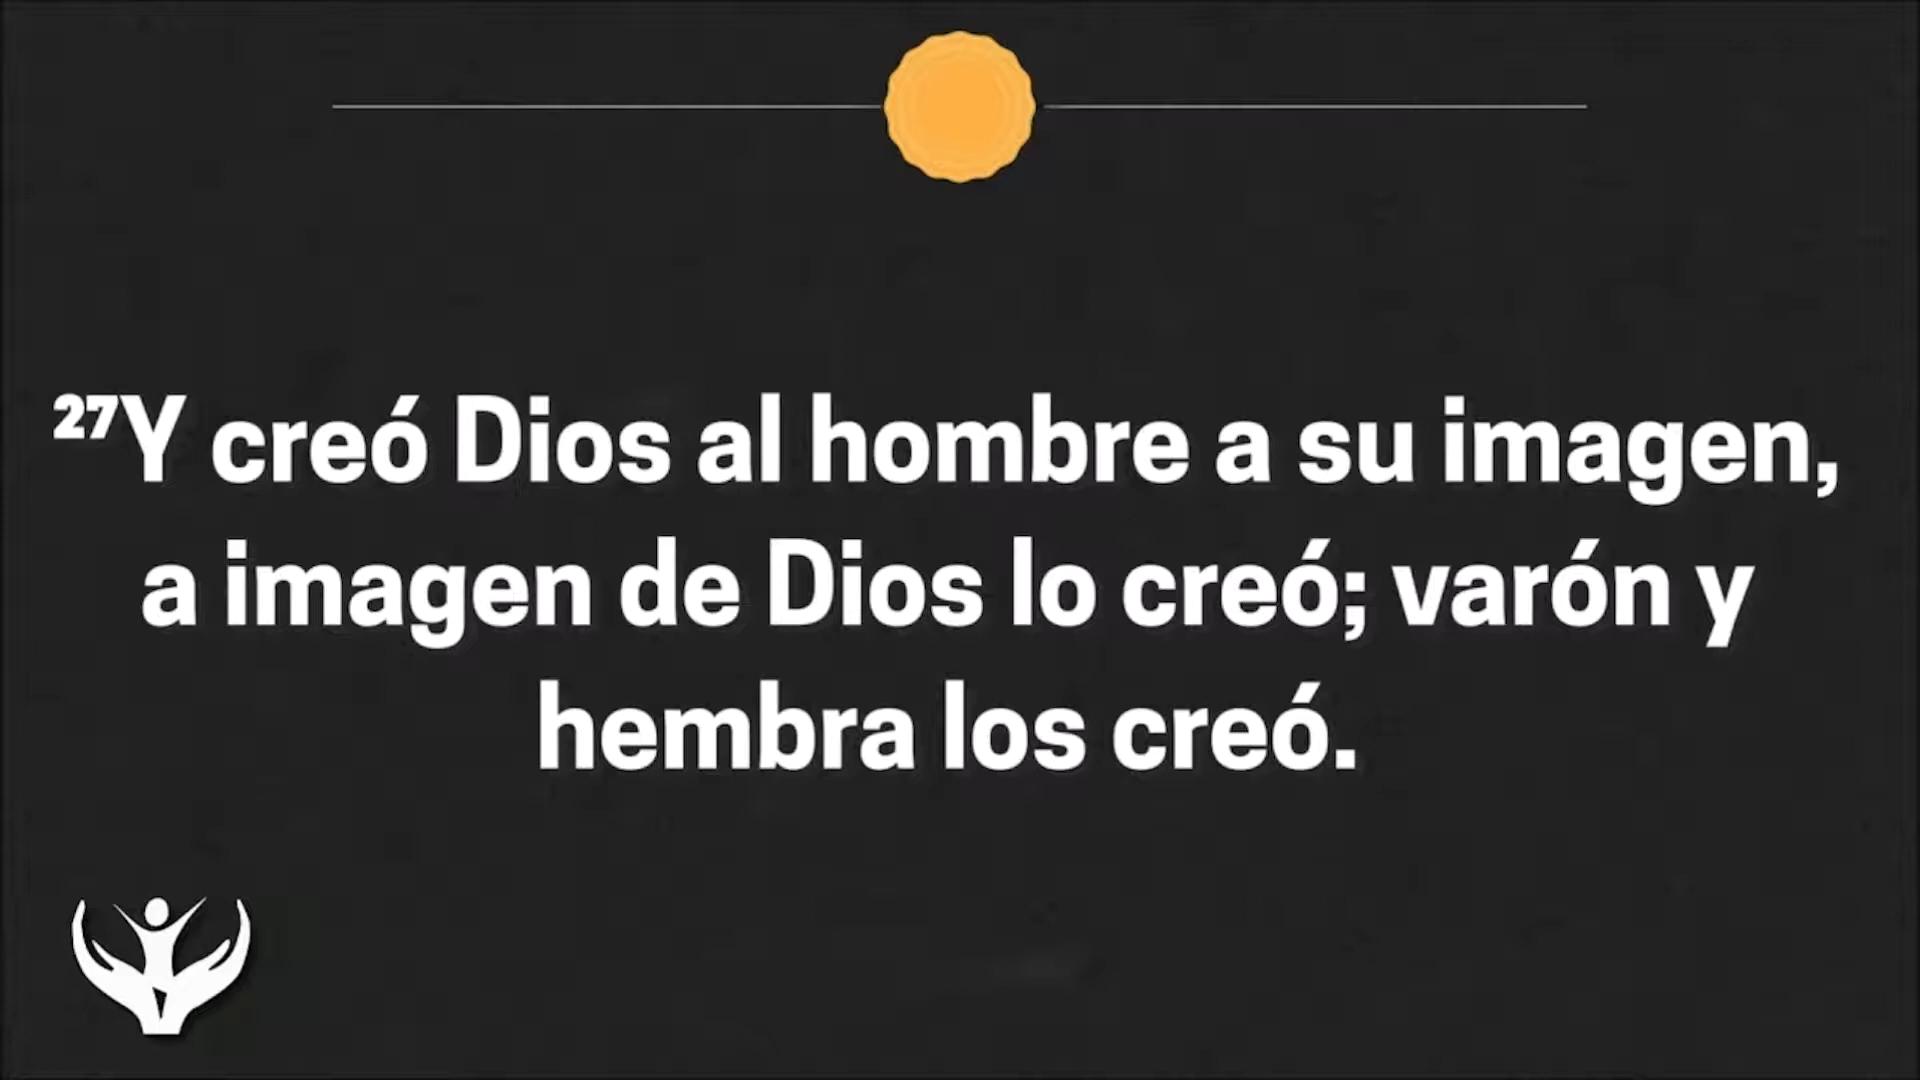 ²⁷Y creó Dios al hombre a su imagen,
a imagen de Dios lo creó; varón y
hembra los creó.